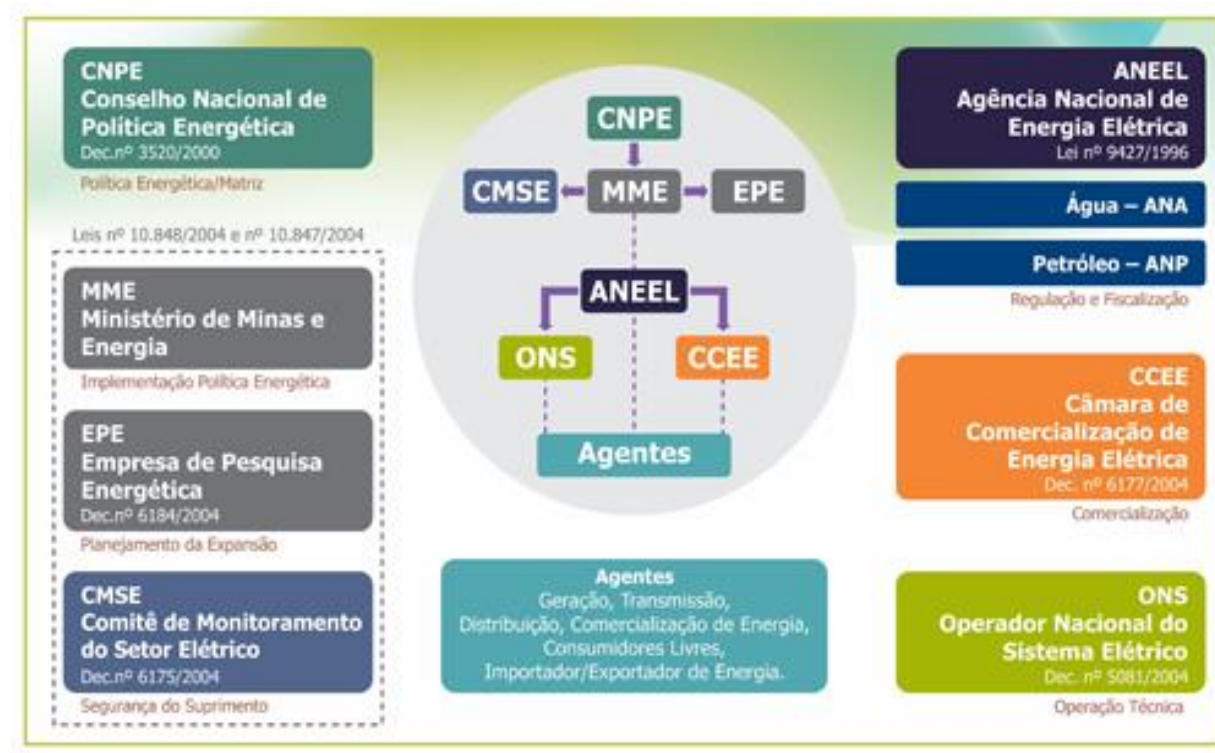 CNPE
Conselho Nacional de
Política Energética
Dec.nº 3520/2000
Política Energética/Matriz
Leis nº 10.848/2004 e nº 10.847/2004
MME
Ministério de Minas e
Energia
Implementação Política Energética
EPE
Empresa de Pesquisa
Energética
Dec.nº 6184/2004
Planejamento da Expansão
CMSE
Comitê de Monitoramento
do Setor Elétrico
Dec.nº 6175/2004
Segurança do Suprimento
CNPE
CMSE
MME
EPE
ANEEL
ONS
CCEE
Agentes
Agentes
Geração, Transmissão,
Distribuição, Comercialização de Energia,
Consumidores Livres,
Importador/Exportador de Energia.
ANEEL
Agência Nacional de
Energia Elétrica
Lei nº 9427/1996
Água – ANA
Petróleo – ANP
Regulação e Fiscalização
CCEE
Câmara de
Comercialização de
Energia Elétrica
Dec. nº 6177/2004
Comercialização
ONS
Operador Nacional do
Sistema Elétrico
Dec. nº 5081/2004
Operação Técnica